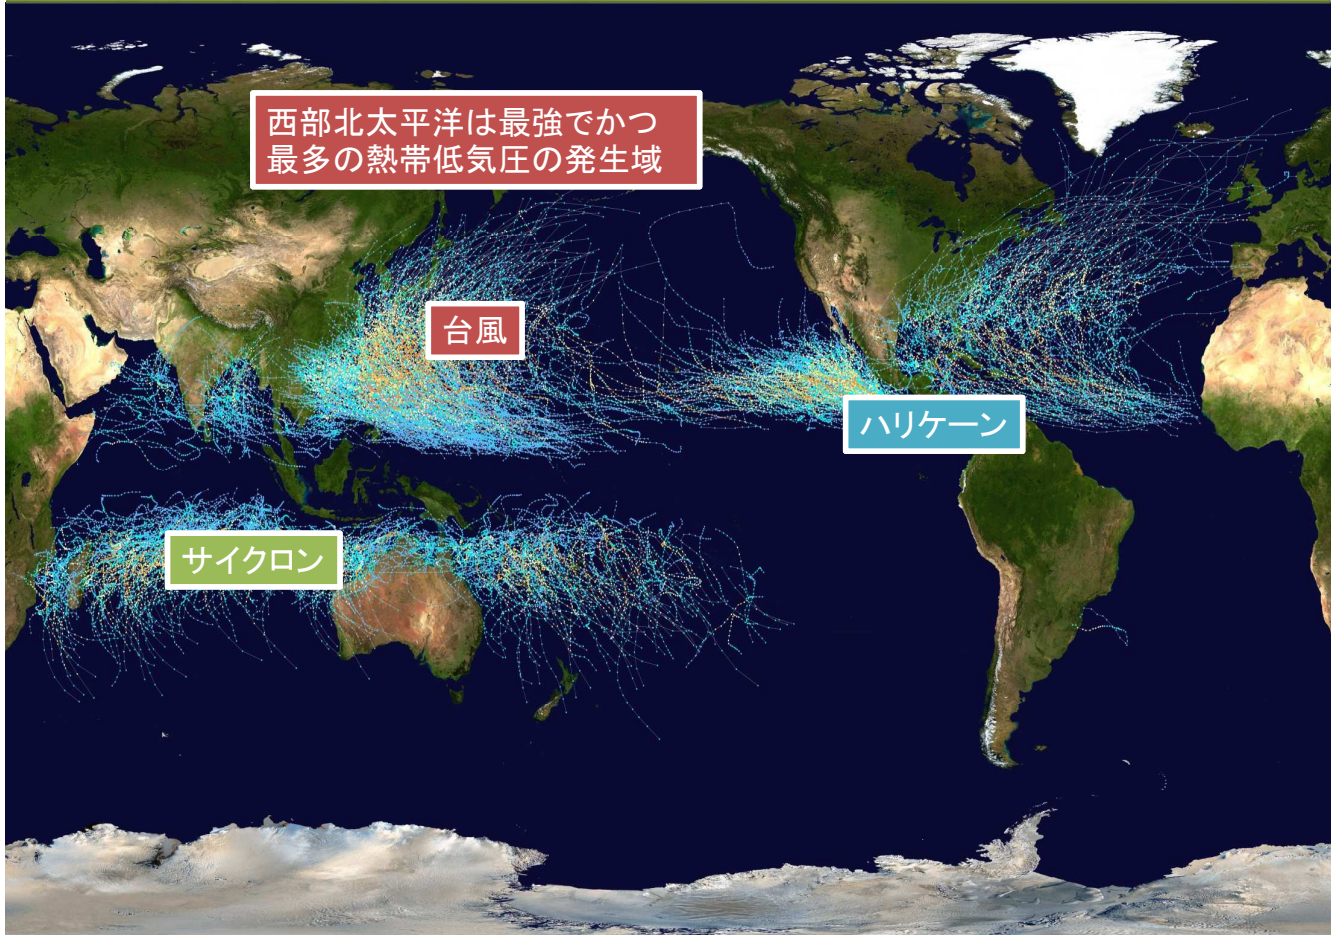 西部北太平洋は最強でかつ
最多の熱帯低気圧の発生域
台風
ハリケーン
サイクロン